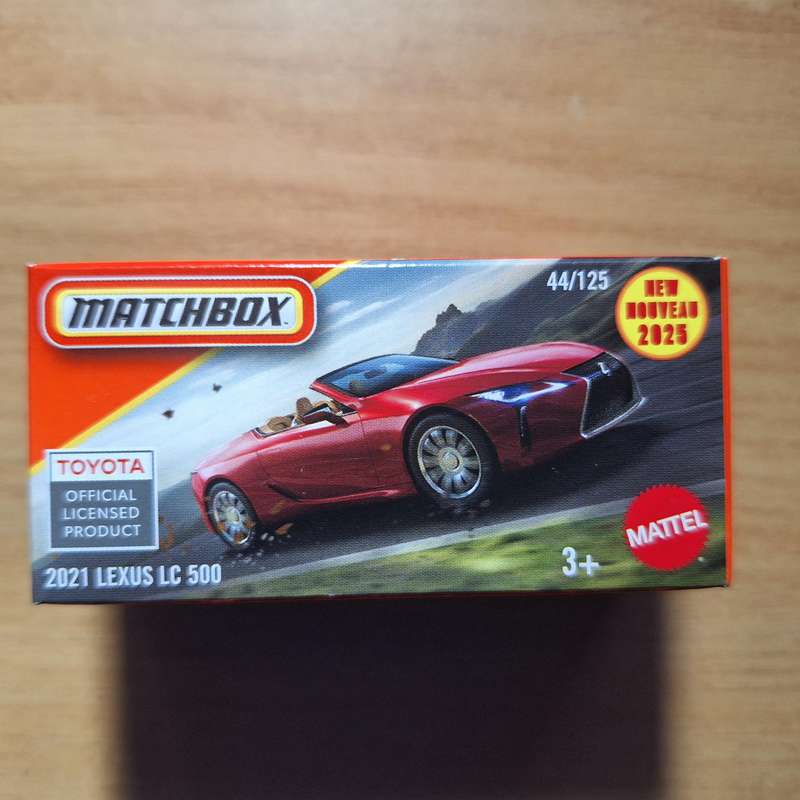 MATCHBOX
44/125
NEW
NOUVEAU
2025
TOYOTA
OFFICIAL
LICENSED
PRODUCT
MATTEL
3+
2021 LEXUS LC 500